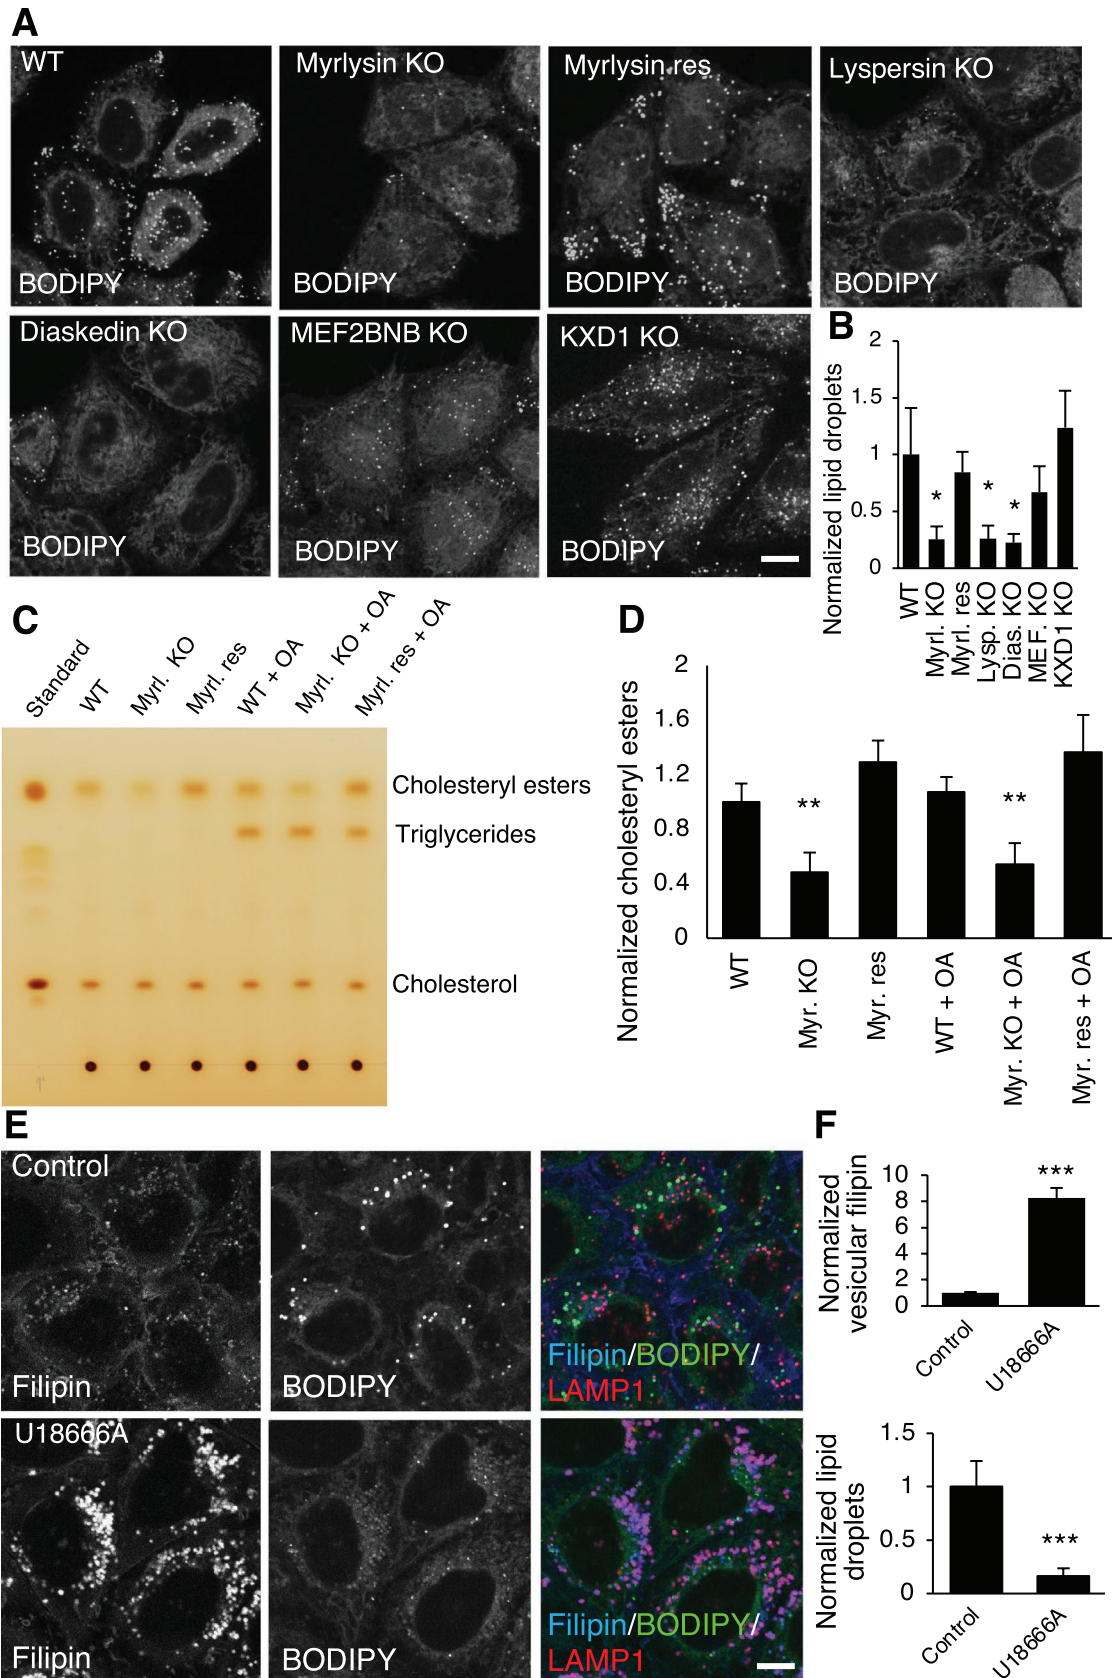 A
WT
BODIPY
Myrlysin KO
BODIPY
Myrlysin res
BODIPY
Lyspersin KO
BODIPY
Diaskedin KO
BODIPY
MEF2BNB KO
BODIPY
KXD1 KO
BODIPY
B
Normalized lipid droplets
2
1.5
1
0.5
0
*
*
*
WT
Myrl. KO
Myrl. res
Lysp. KO
Dias. KO
MEF. KO
KXD1 KO
C
Standard
WT
Myrl. KO
Myrl. res
WT + OA
Myrl. KO + OA
Myrl. res + OA
Cholesteryl esters
Triglycerides
Cholesterol
D
Normalized cholesteryl esters
2
1.6
1.2
0.8
0.4
0
**
**
WT
Myr. KO
Myr. res
WT + OA
Myr. KO + OA
Myr. res + OA
E
Control
Filipin
BODIPY
Filipin/BODIPY/
LAMP1
U18666A
Filipin
BODIPY
Filipin/BODIPY/
LAMP1
F
Normalized
vesicular filipin
10
8
6
4
2
0
***
Control
U18666A
Normalized lipid
droplets
1.5
1
0.5
0
***
Control
U18666A